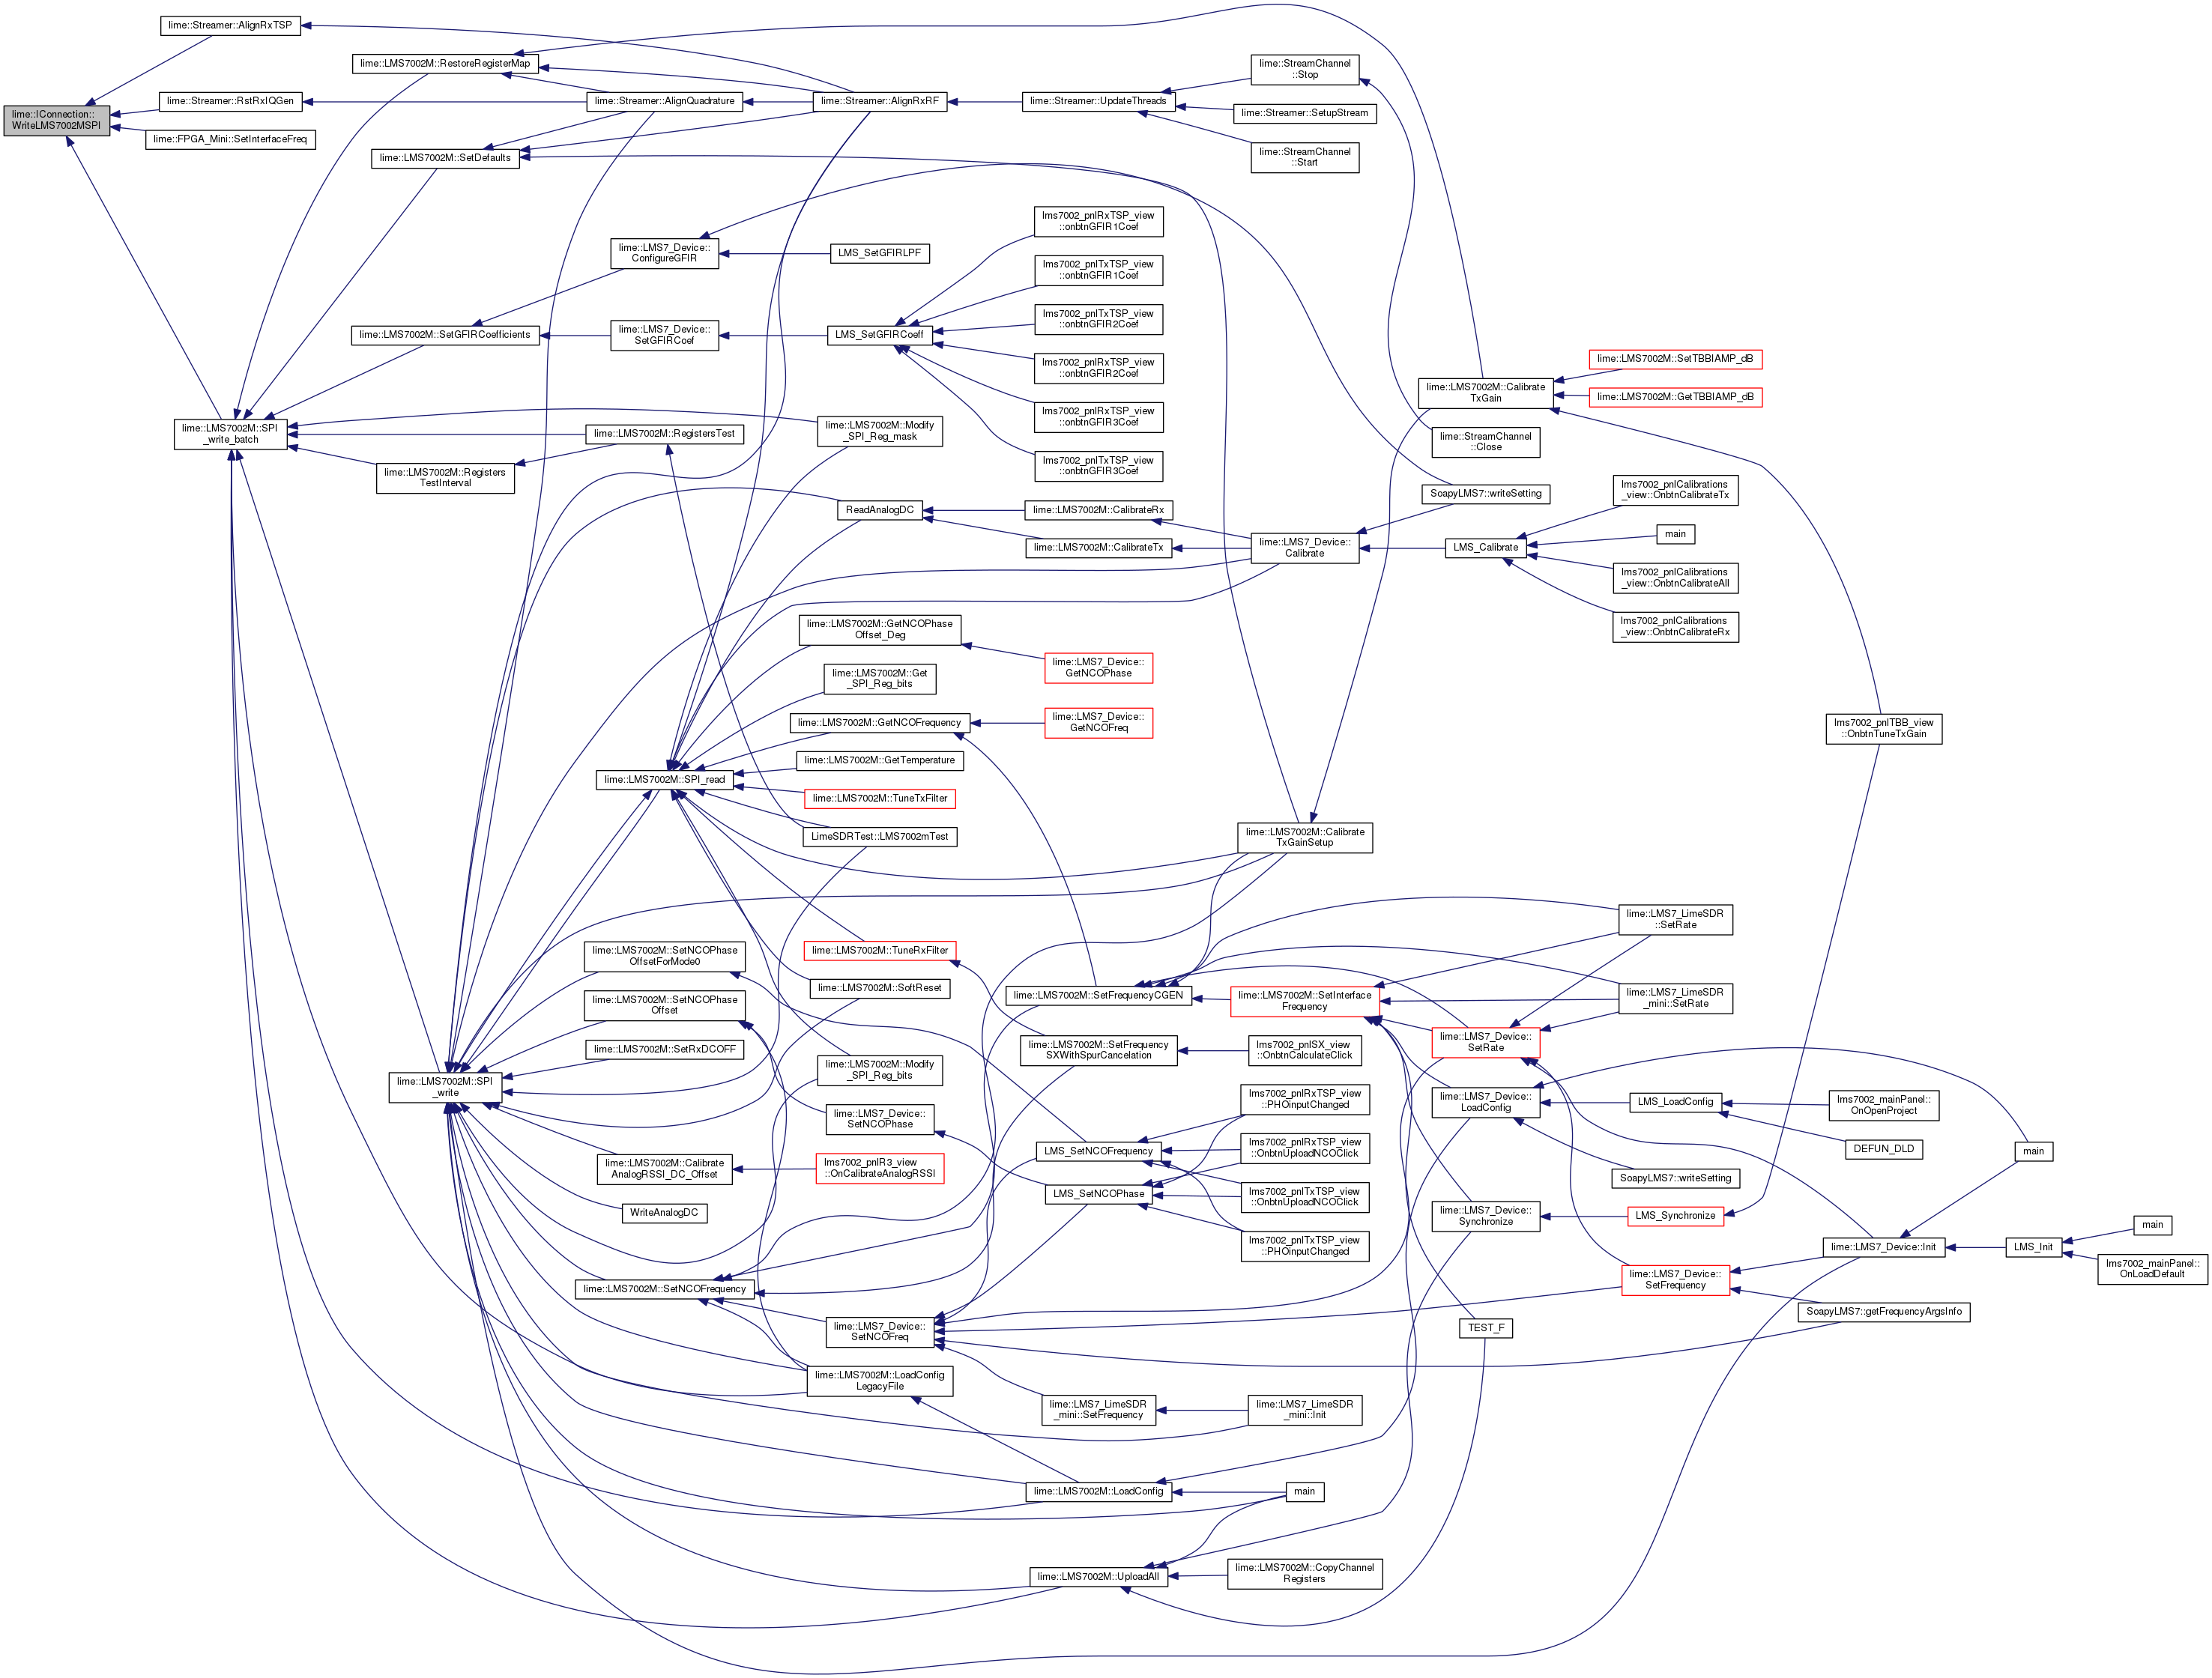 lime::IConnection::
WriteLMS7002MSPI
lime::Streamer::AlignRxTSP
lime::Streamer::RstRxIQGen
lime::FPGA_Mini::SetInterfaceFreq
lime::LMS7002M::SPI
_write_batch
lime::LMS7002M::RestoreRegisterMap
lime::LMS7002M::SetDefaults
lime::LMS7002M::SetGFIRCoefficients
lime::LMS7002M::Registers
TestInterval
lime::LMS7002M::SPI
_write
lime::Streamer::AlignQuadrature
lime::LMS7_Device::
ConfigureGFIR
lime::LMS7_Device::
SetGFIRCoef
lime::LMS7002M::RegistersTest
lime::LMS7002M::SPI_read
lime::LMS7002M::SetNCOPhase
OffsetForMode0
lime::LMS7002M::SetNCOPhase
Offset
lime::LMS7002M::SetRxDCOFF
lime::LMS7002M::Calibrate
AnalogRSSI_DC_Offset
WriteAnalogDC
lime::LMS7002M::SetNCOFrequency
lime::Streamer::AlignRxRF
LMS_SetGFIRLPF
LMS_SetGFIRCoeff
lime::LMS7002M::Modify
_SPI_Reg_mask
ReadAnalogDC
lime::LMS7002M::GetNCOPhase
Offset_Deg
lime::LMS7002M::Get
_SPI_Reg_bits
lime::LMS7002M::GetNCOFrequency
lime::LMS7002M::GetTemperature
lime::LMS7002M::TuneTxFilter
LimeSDRTest::LMS7002mTest
lime::LMS7002M::TuneRxFilter
lime::LMS7002M::SoftReset
lime::LMS7002M::Modify
_SPI_Reg_bits
lime::LMS7_Device::
SetNCOPhase
lms7002_pnlR3_view
::OnCalibrateAnalogRSSI
lime::LMS7_Device::
SetNCOFreq
lime::LMS7002M::LoadConfig
LegacyFile
lime::Streamer::UpdateThreads
lms7002_pnlRxTSP_view
::onbtnGFIR1Coef
lms7002_pnlTxTSP_view
::onbtnGFIR1Coef
lms7002_pnlTxTSP_view
::onbtnGFIR2Coef
lms7002_pnlRxTSP_view
::onbtnGFIR2Coef
lms7002_pnlRxTSP_view
::onbtnGFIR3Coef
lms7002_pnlTxTSP_view
::onbtnGFIR3Coef
lime::LMS7002M::CalibrateRx
lime::LMS7002M::CalibrateTx
lime::LMS7_Device::
GetNCOPhase
lime::LMS7_Device::
GetNCOFreq
lime::LMS7002M::SetFrequencyCGEN
lime::LMS7002M::SetFrequency
SXWithSpurCancelation
LMS_SetNCOFrequency
LMS_SetNCOPhase
lime::LMS7_LimeSDR
_mini::SetFrequency
lime::LMS7002M::LoadConfig
lime::LMS7002M::UploadAll
lime::StreamChannel
::Stop
lime::Streamer::SetupStream
lime::StreamChannel
::Start
lime::LMS7_Device::
Calibrate
lime::LMS7002M::Calibrate
TxGainSetup
lime::LMS7002M::SetInterface
Frequency
lms7002_pnlSX_view::
OnbtnCalculateClick
lms7002_pnlRxTSP_view
::PHOinputChanged
lms7002_pnlRxTSP_view
::OnbtnUploadNCOClick
lms7002_pnlTxTSP_view
::OnbtnUploadNCOClick
lms7002_pnlTxTSP_view
::PHOinputChanged
lime::LMS7_LimeSDR
_mini::Init
main
lime::LMS7002M::CopyChannel
Registers
lime::LMS7002M::Calibrate
TxGain
lime::StreamChannel
::Close
SoapyLMS7::writeSetting
LMS_Calibrate
lime::LMS7_Device::
SetRate
lime::LMS7_Device::
LoadConfig
lime::LMS7_Device::
Synchronize
TEST_F
lime::LMS7002M::SetTBBIAMP_dB
lime::LMS7002M::GetTBBIAMP_dB
lms7002_pnlCalibrations
_view::OnbtnCalibrateTx
main
lms7002_pnlCalibrations
_view::OnbtnCalibrateAll
lms7002_pnlCalibrations
_view::OnbtnCalibrateRx
lime::LMS7_LimeSDR
::SetRate
lime::LMS7_LimeSDR
_mini::SetRate
LMS_LoadConfig
SoapyLMS7::writeSetting
LMS_Synchronize
lime::LMS7_Device::
SetFrequency
lms7002_pnlTBB_view
::OnbtnTuneTxGain
lms7002_mainPanel::
OnOpenProject
DEFUN_DLD
lime::LMS7_Device::Init
SoapyLMS7::getFrequencyArgsInfo
main
LMS_Init
main
lms7002_mainPanel::
OnLoadDefault